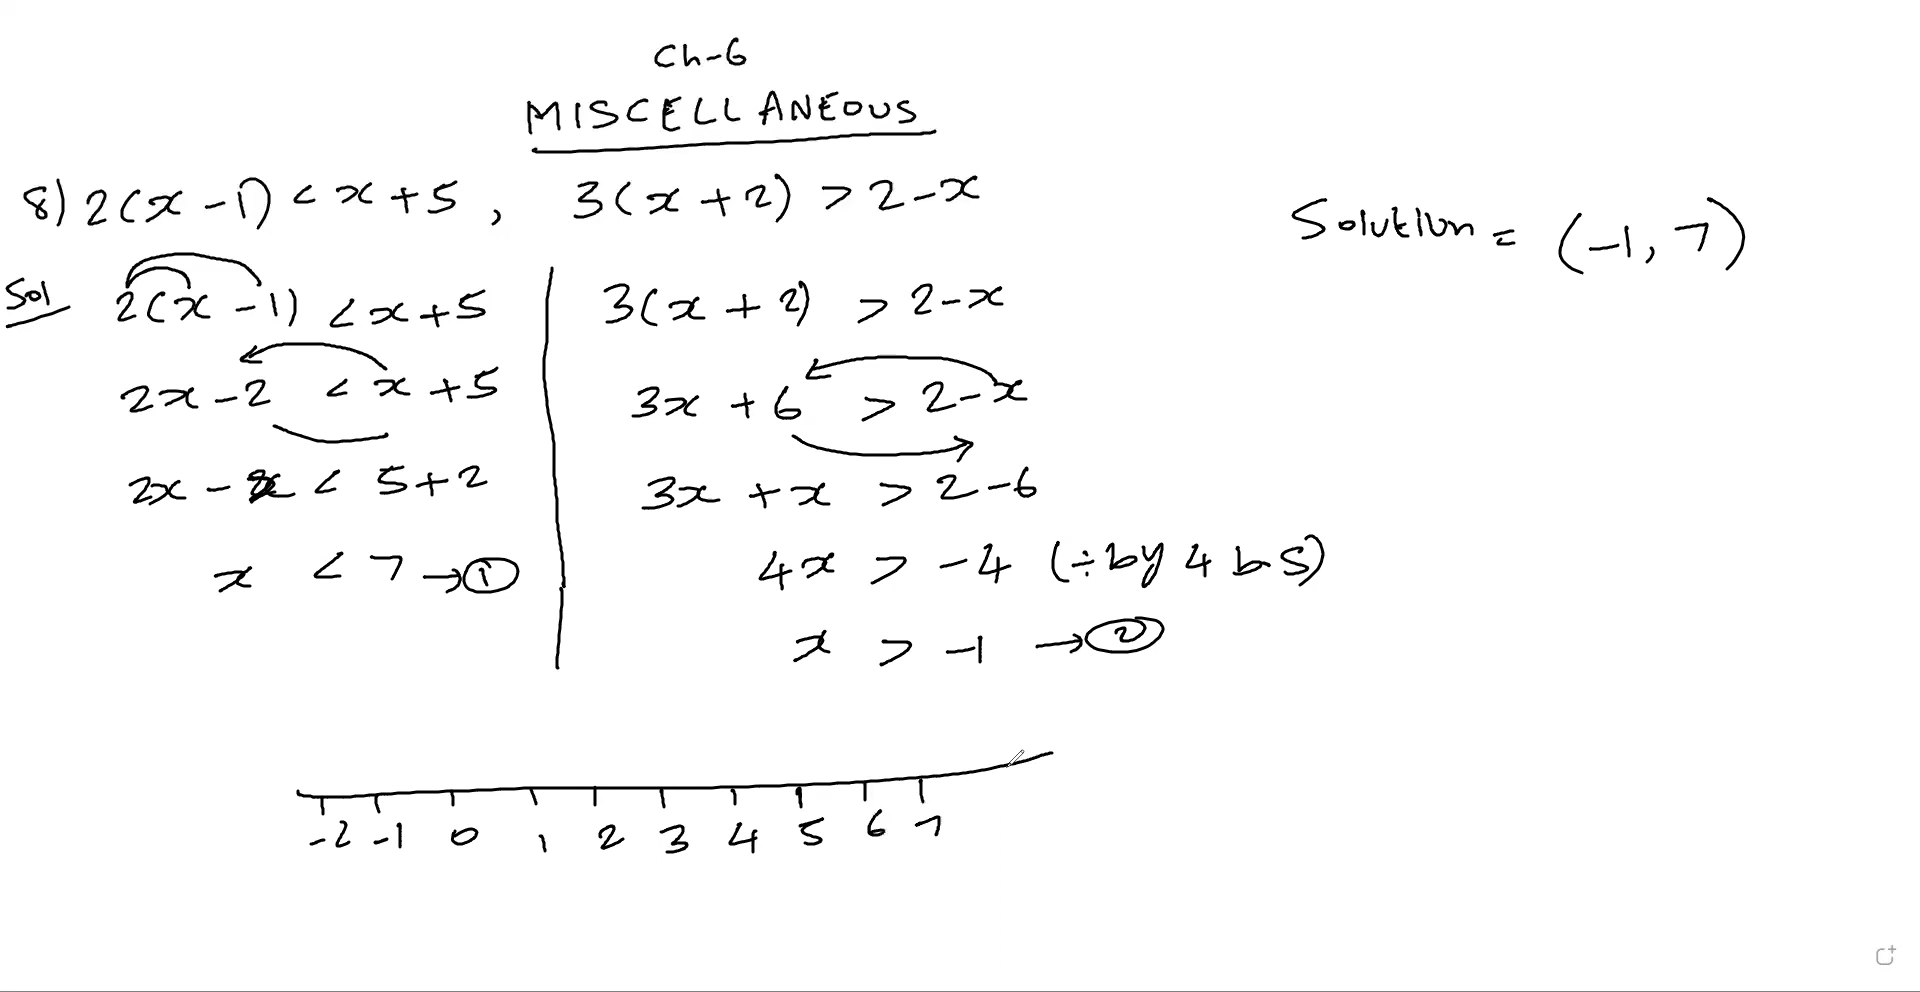 Ch-6
MISCELLANEOUS
8) 2(x-1) < x+5, 3(x+2) > 2-x
Solution = (-1, 7)
Sol
2(x-1) < x+5
2x-2 < x+5
2x - x < 5+2
x < 7 → ①
3(x+2) > 2-x
3x + 6 > 2-x
3x + x > 2-6
4x > -4 (÷ by 4 b.s)
x > -1 → ②
-2 -1 0 1 2 3 4 5 6 7